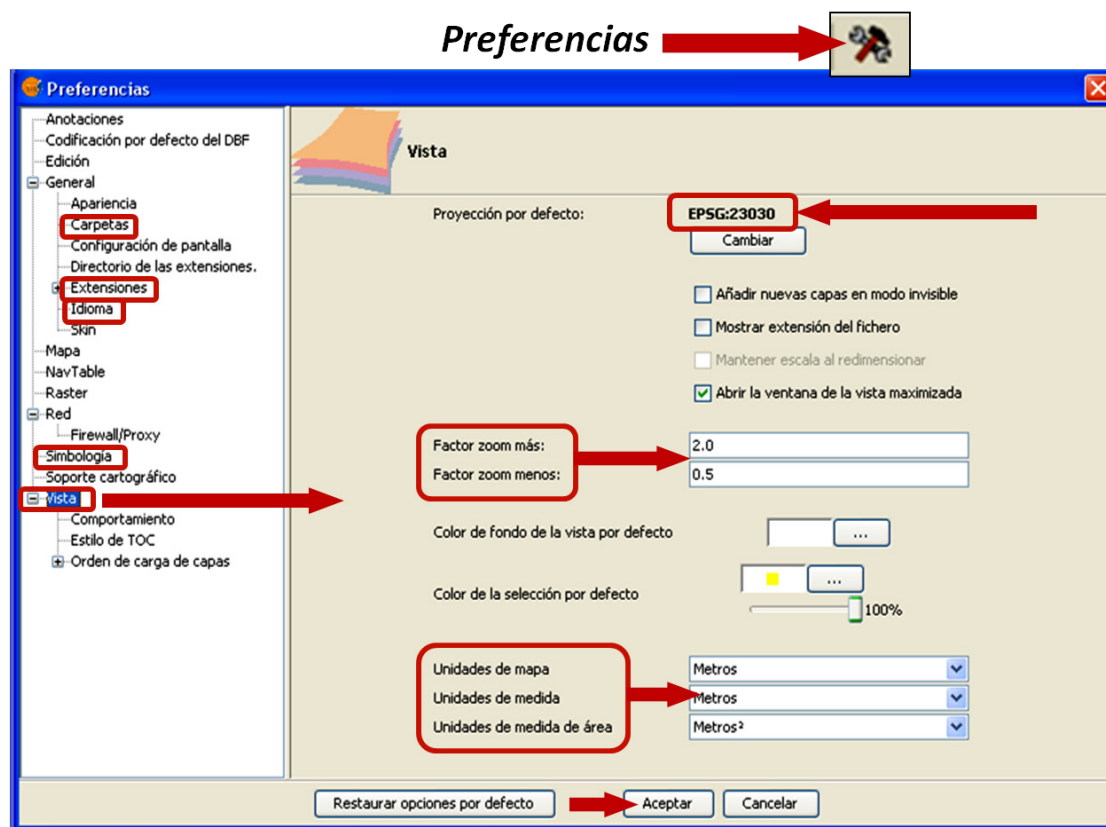 Preferencias
Preferencias
Anotaciones
Codificación por defecto del DBF
Edición
General
Apariencia
Carpetas
Configuración de pantalla
Directorio de las extensiones.
Extensiones
Idioma
Skin
Mapa
NavTable
Raster
Red
Firewall/Proxy
Simbología
Soporte cartográfico
Vista
Comportamiento
Estilo de TOC
Orden de carga de capas
Vista
Proyección por defecto: EPSG:23030
Cambiar
Añadir nuevas capas en modo invisible
Mostrar extensión del fichero
Mantener escala al redimensionar
Abrir la ventana de la vista maximizada
Factor zoom más: 2.0
Factor zoom menos: 0.5
Color de fondo de la vista por defecto ...
Color de la selección por defecto ...
100%
Unidades de mapa Metros
Unidades de medida Metros
Unidades de medida de área Metros²
Restaurar opciones por defecto Aceptar Cancelar